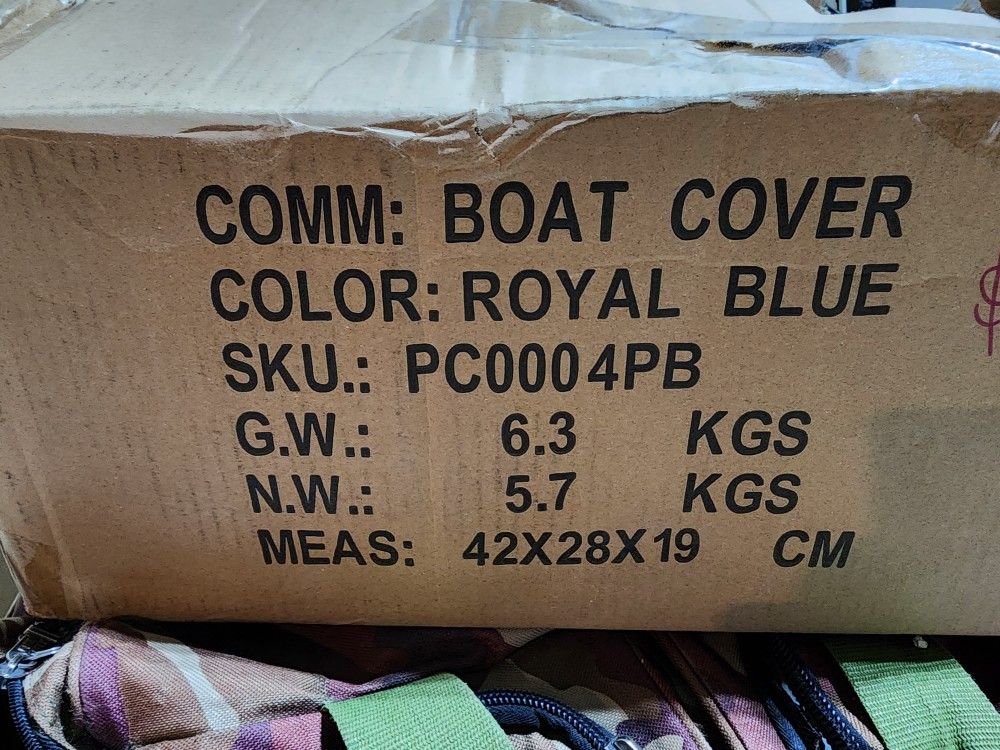 COMM: BOAT COVER
COLOR: ROYAL BLUE
SKU.: PC0004PB
G.W.: 6.3 KGS
N.W.: 5.7 KGS
MEAS: 42X28X19 CM
$